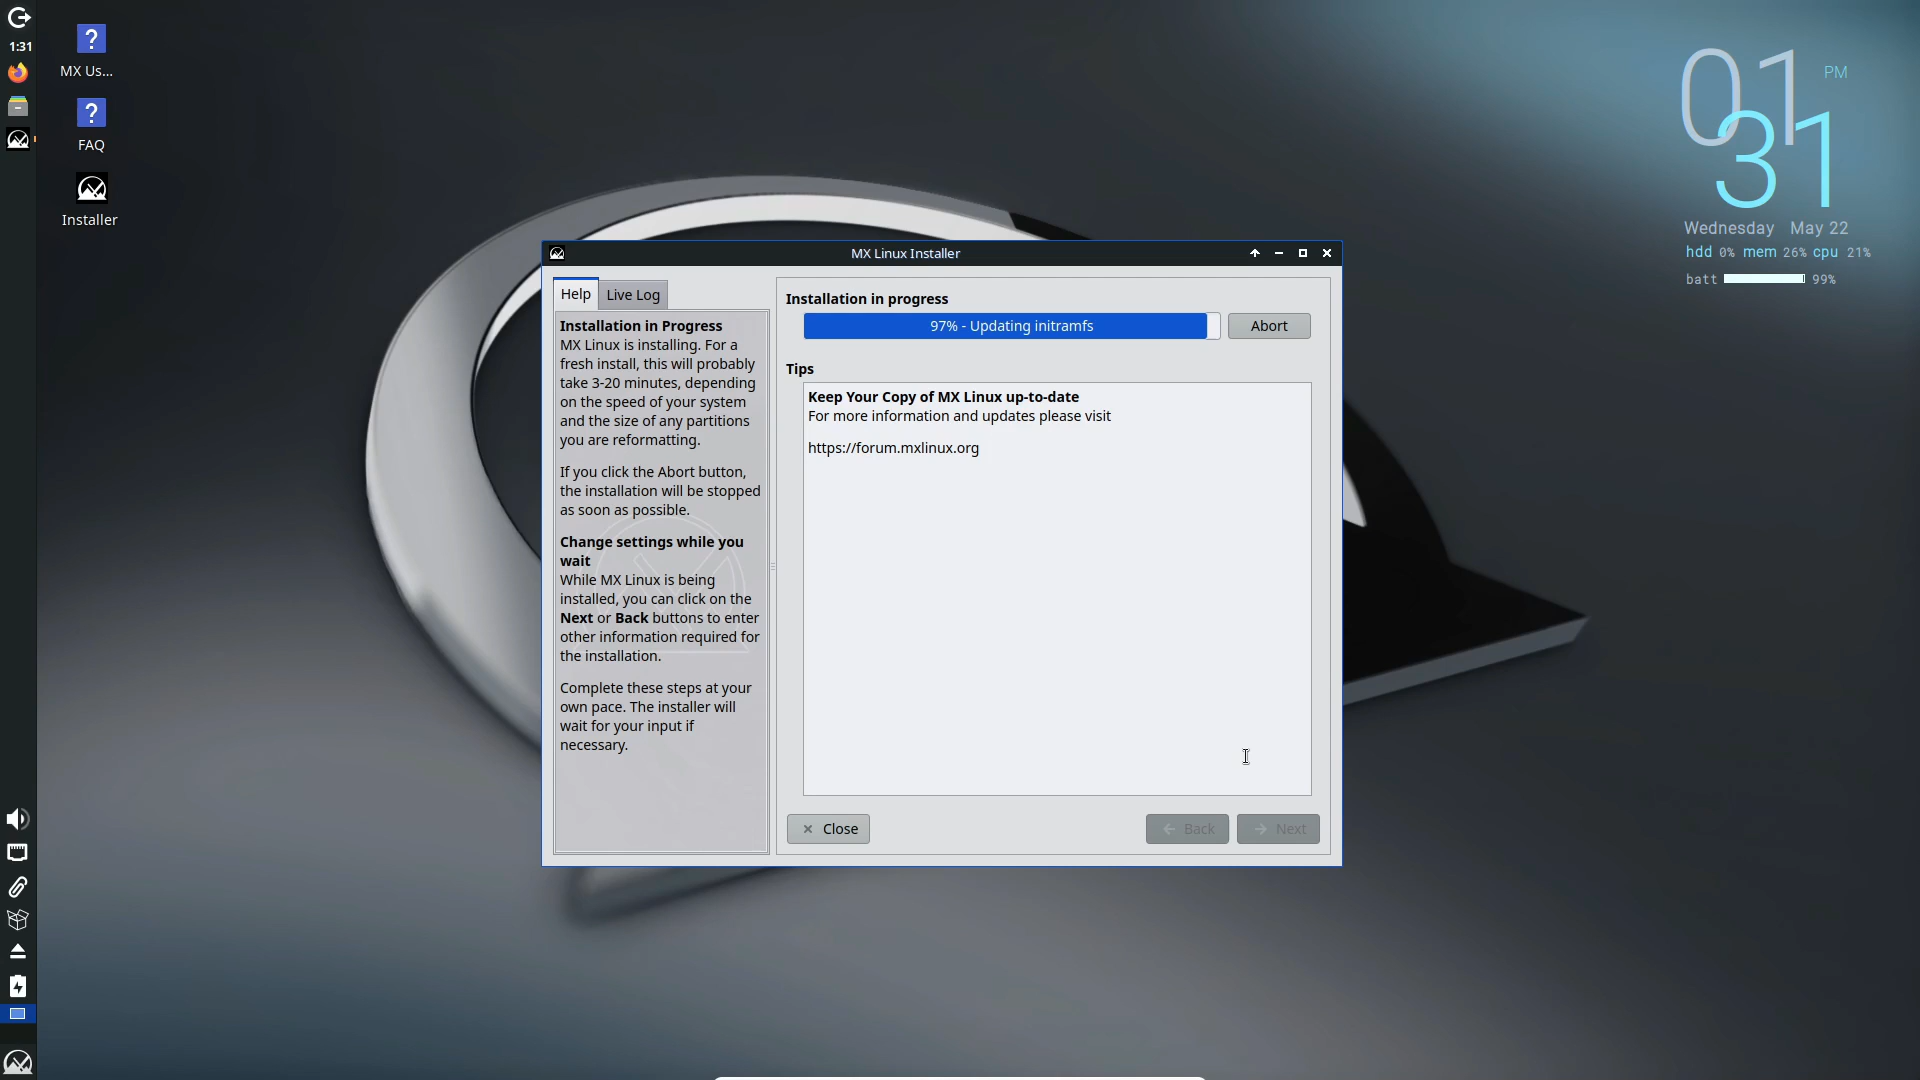 1:31
MX Us...
FAQ
Installer
01 PM
31
Wednesday May 22
hdd 0% mem 26% cpu 21%
batt 99%
MX Linux Installer
Help
Live Log
Installation in Progress
MX Linux is installing. For a
fresh install, this will probably
take 3-20 minutes, depending
on the speed of your system
and the size of any partitions
you are reformatting.
If you click the Abort button,
the installation will be stopped
as soon as possible.
Change settings while you
wait
While MX Linux is being
installed, you can click on the
Next or Back buttons to enter
other information required for
the installation.
Complete these steps at your
own pace. The installer will
wait for your input if
necessary.
Installation in progress
97% - Updating initramfs
Abort
Tips
Keep Your Copy of MX Linux up-to-date
For more information and updates please visit
https://forum.mxlinux.org
Close
Back
Next